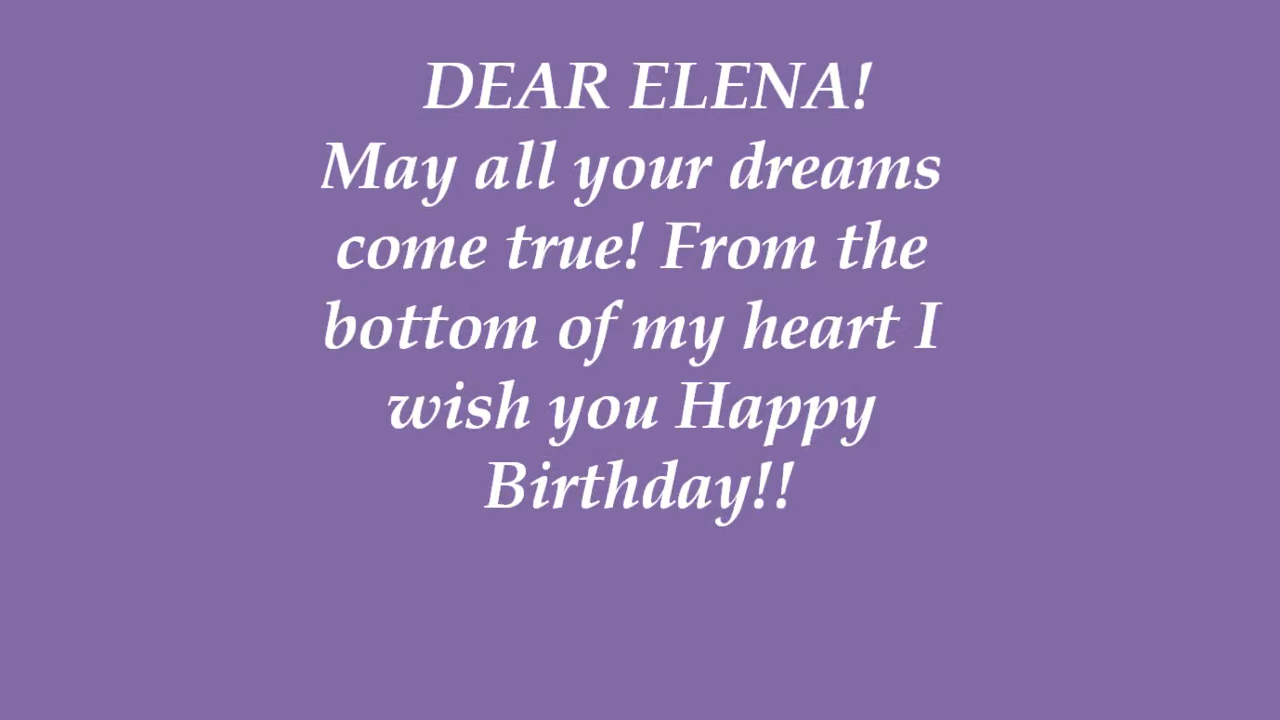 DEAR ELENA!
May all your dreams
come true! From the
bottom of my heart I
wish you Happy
Birthday!!